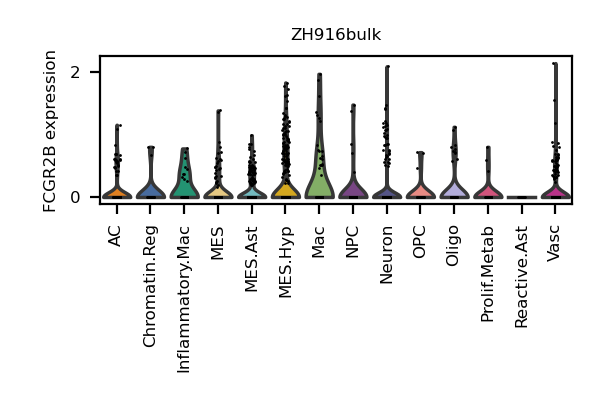 ZH916bulk
FCGR2B expression
2
0
AC
Chromatin.Reg
Inflammatory.Mac
MES
MES.Ast
MES.Hyp
Mac
NPC
Neuron
OPC
Oligo
Prolif.Metab
Reactive.Ast
Vasc